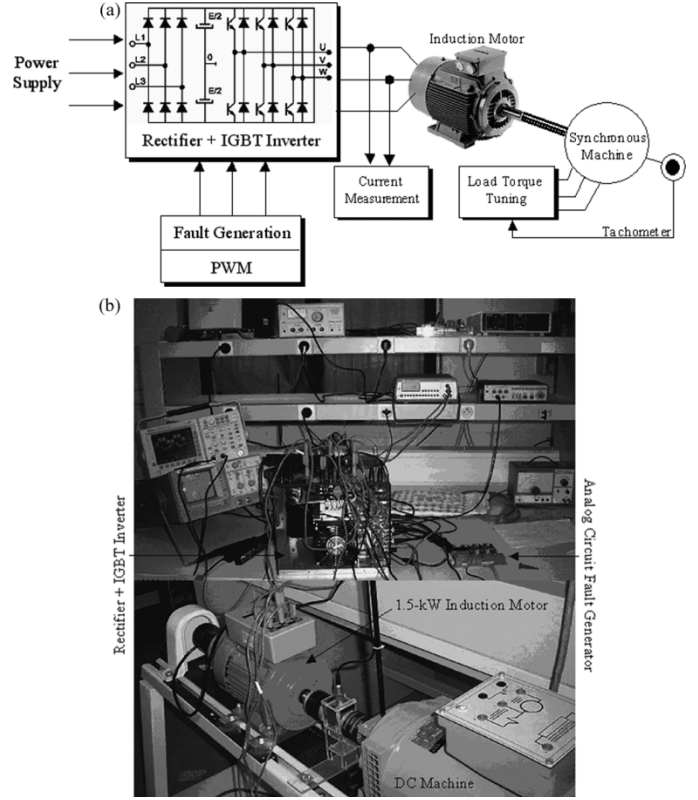 (a)
E/2
L1
L2
L3
0
E/2
U
V
W
Power
Supply
Rectifier + IGBT Inverter
Induction Motor
Synchronous
Machine
Current
Measurement
Load Torque
Tuning
Tachometer
Fault Generation
PWM
(b)
Rectifier + IGBT Inverter
Analog Circuit Fault Generator
1.5-kW Induction Motor
DC Machine